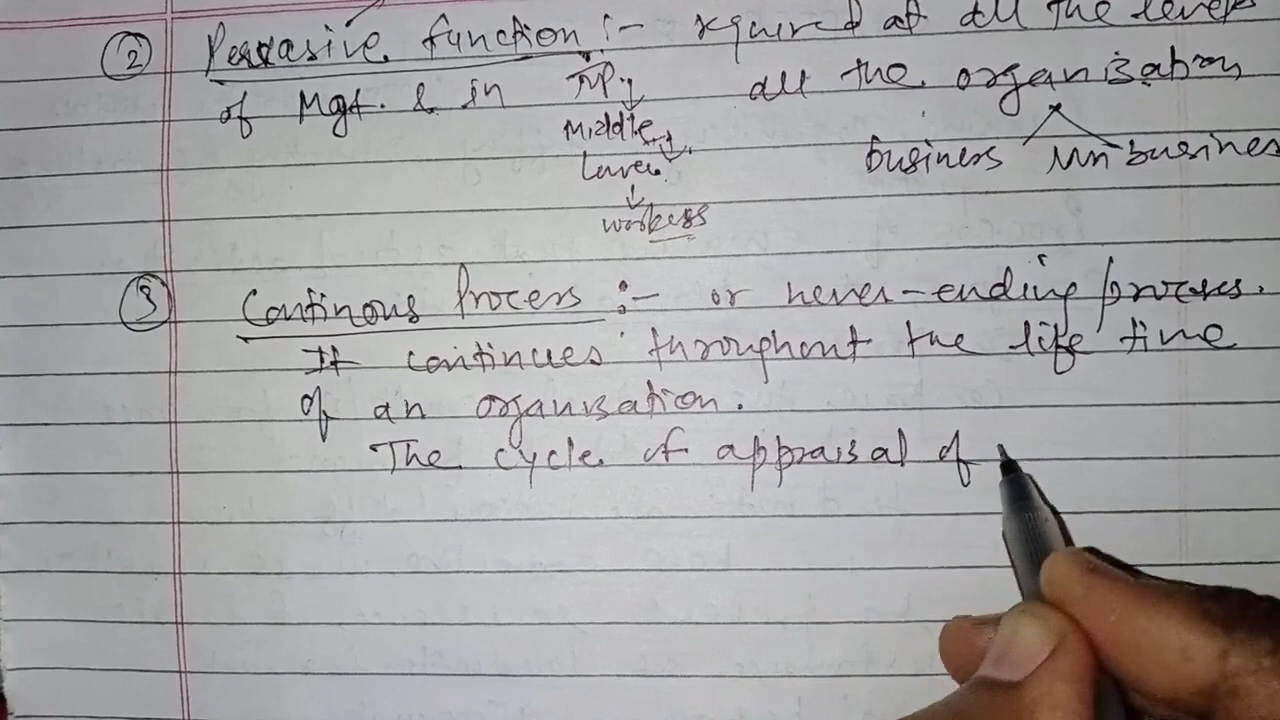 ② Pervasive function :- required at all the levels
of Mgt. & in all the organisation
Top
Middle
Lower
workers
business Non business
③ Continous Process :- or never-ending process.
It continues throughout the life time
of an organisation.
The cycle of appraisal of